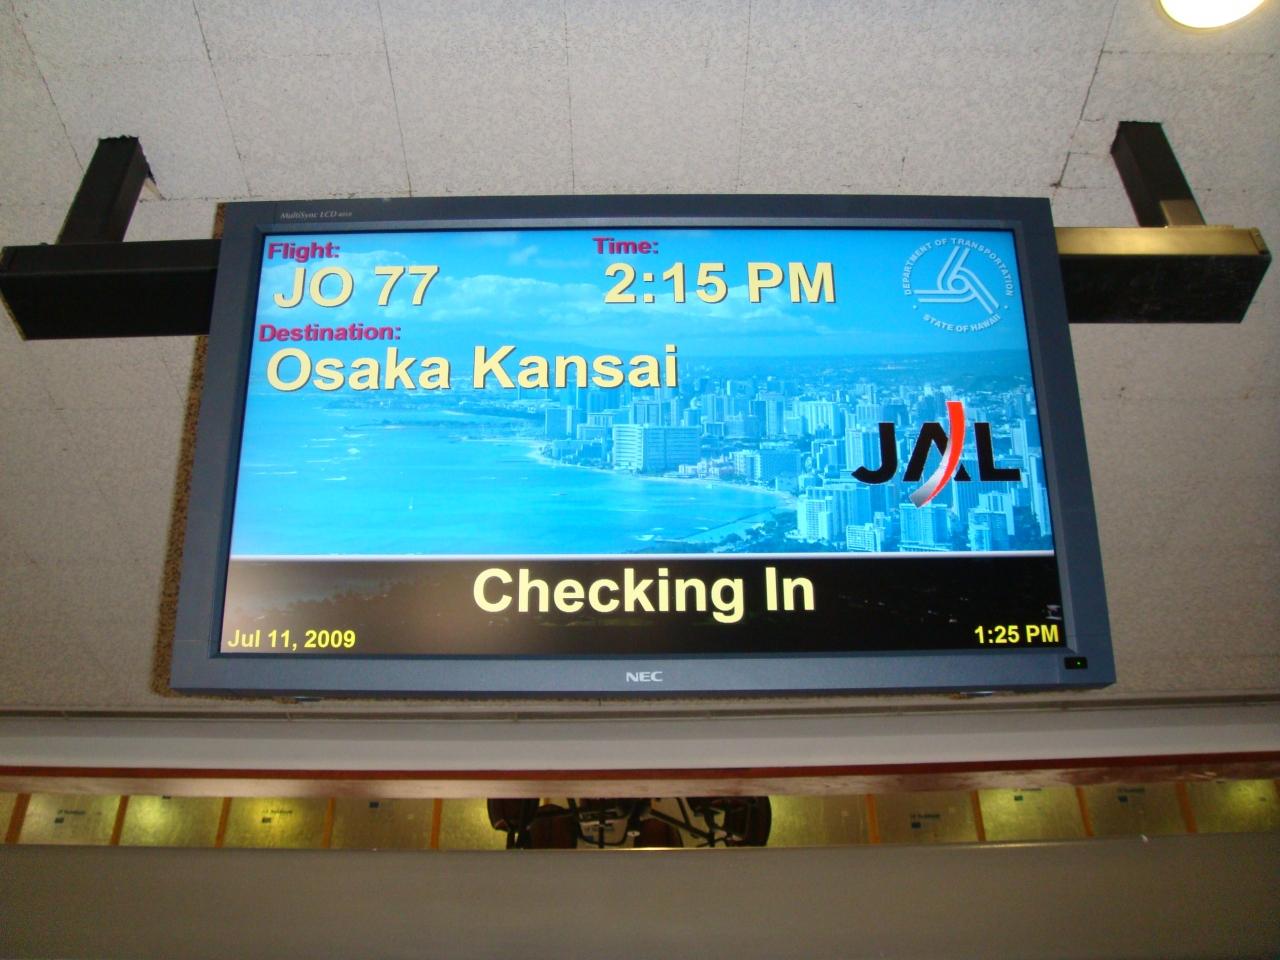 MultiSync LCD 4010
Flight:
JO 77
Time:
2:15 PM
DEPARTMENT OF TRANSPORTATION
STATE OF HAWAII
Destination:
Osaka Kansai
JAL
Checking In
Jul 11, 2009
1:25 PM
NEC